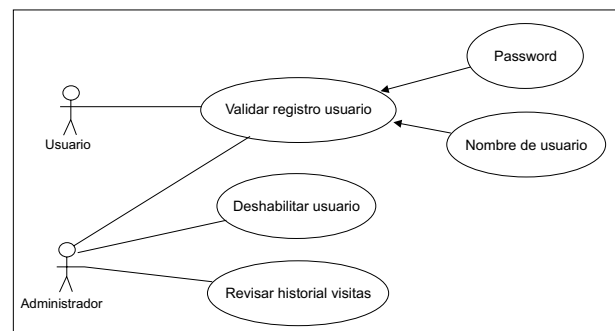 Password
Validar registro usuario
Usuario
Nombre de usuario
Deshabilitar usuario
Administrador
Revisar historial visitas